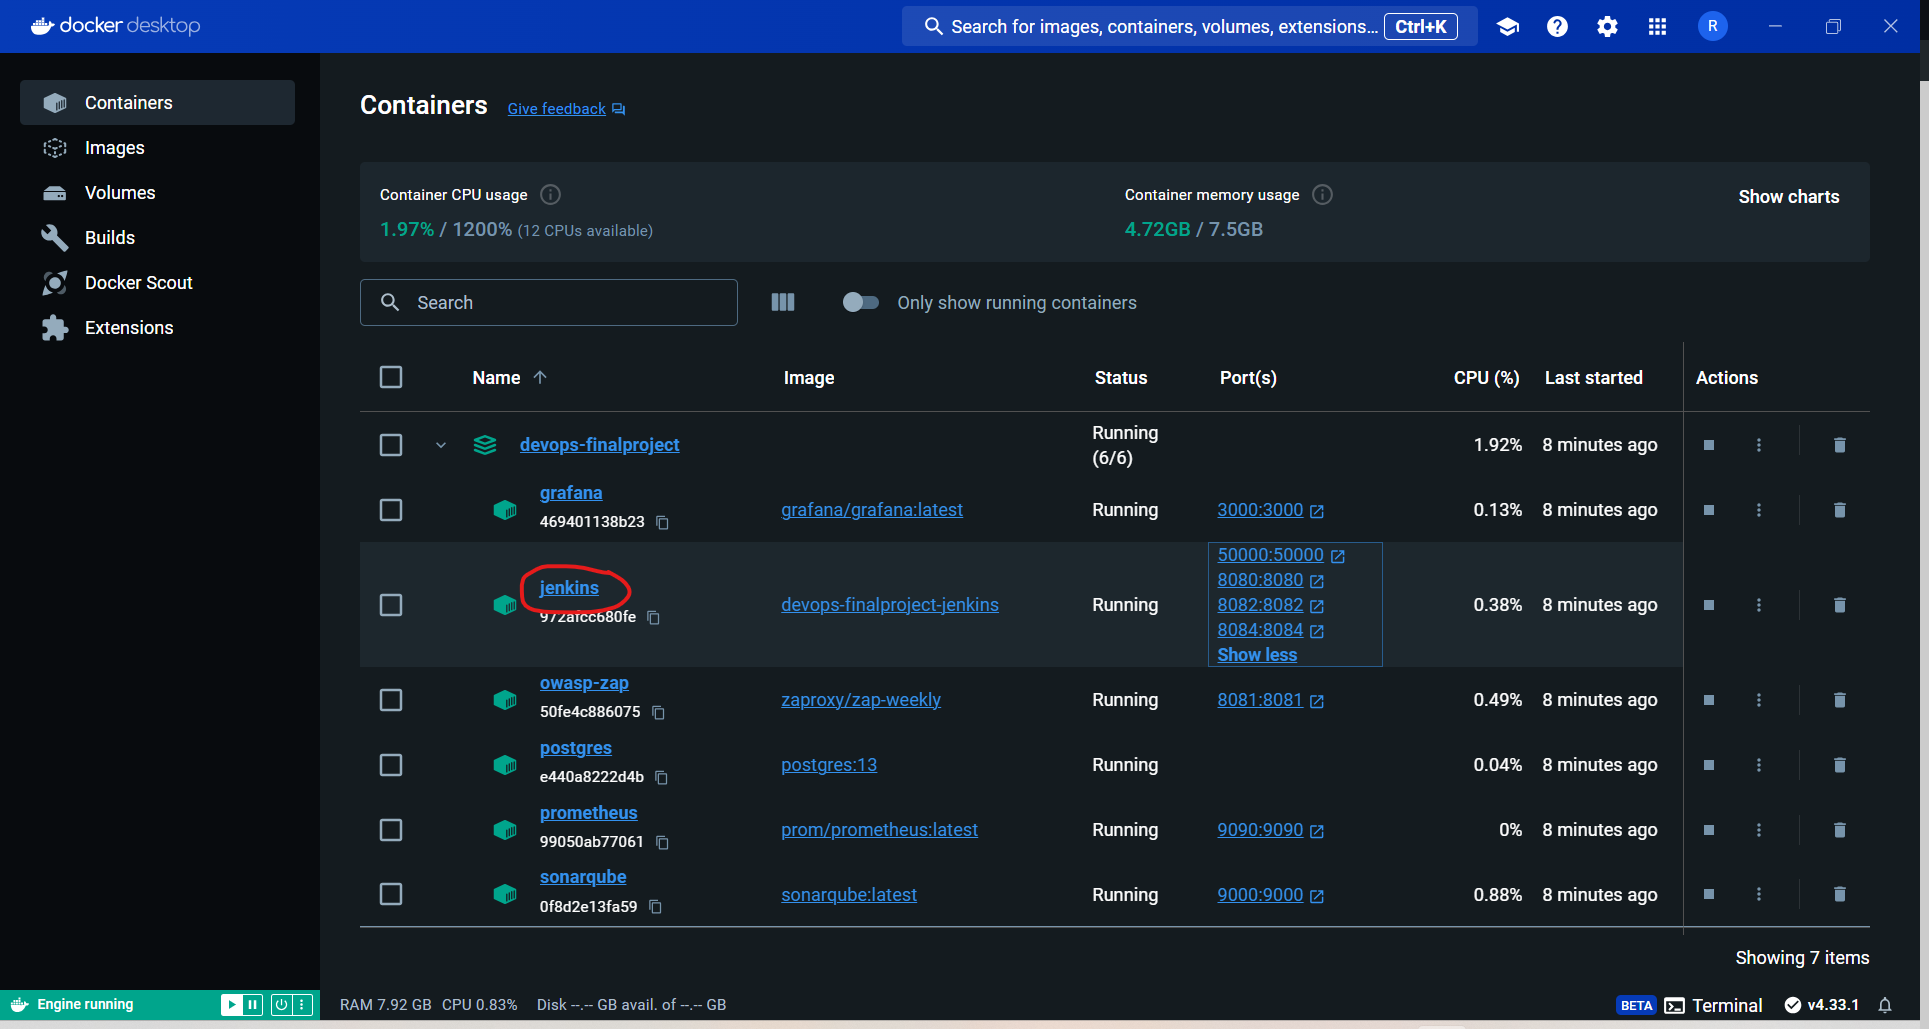 docker desktop
Search for images, containers, volumes, extensions... Ctrl+K
R
Containers
Images
Volumes
Builds
Docker Scout
Extensions
Containers Give feedback
Container CPU usage
1.97% / 1200% (12 CPUs available)
Container memory usage
4.72GB / 7.5GB
Show charts
Search
Only show running containers
Name Image Status Port(s) CPU (%) Last started Actions
devops-finalproject Running (6/6) 1.92% 8 minutes ago
grafana
469401138b23
grafana/grafana:latest Running 3000:3000 0.13% 8 minutes ago
jenkins
972afcc680fe
devops-finalproject-jenkins Running
50000:50000
8080:8080
8082:8082
8084:8084
Show less
0.38% 8 minutes ago
owasp-zap
50fe4c886075
zaproxy/zap-weekly Running 8081:8081 0.49% 8 minutes ago
postgres
e440a8222d4b
postgres:13 Running 0.04% 8 minutes ago
prometheus
99050ab77061
prom/prometheus:latest Running 9090:9090 0% 8 minutes ago
sonarqube
0f8d2e13fa59
sonarqube:latest Running 9000:9000 0.88% 8 minutes ago
Showing 7 items
Engine running
RAM 7.92 GB CPU 0.83% Disk --.-- GB avail. of --.-- GB
BETA Terminal v4.33.1